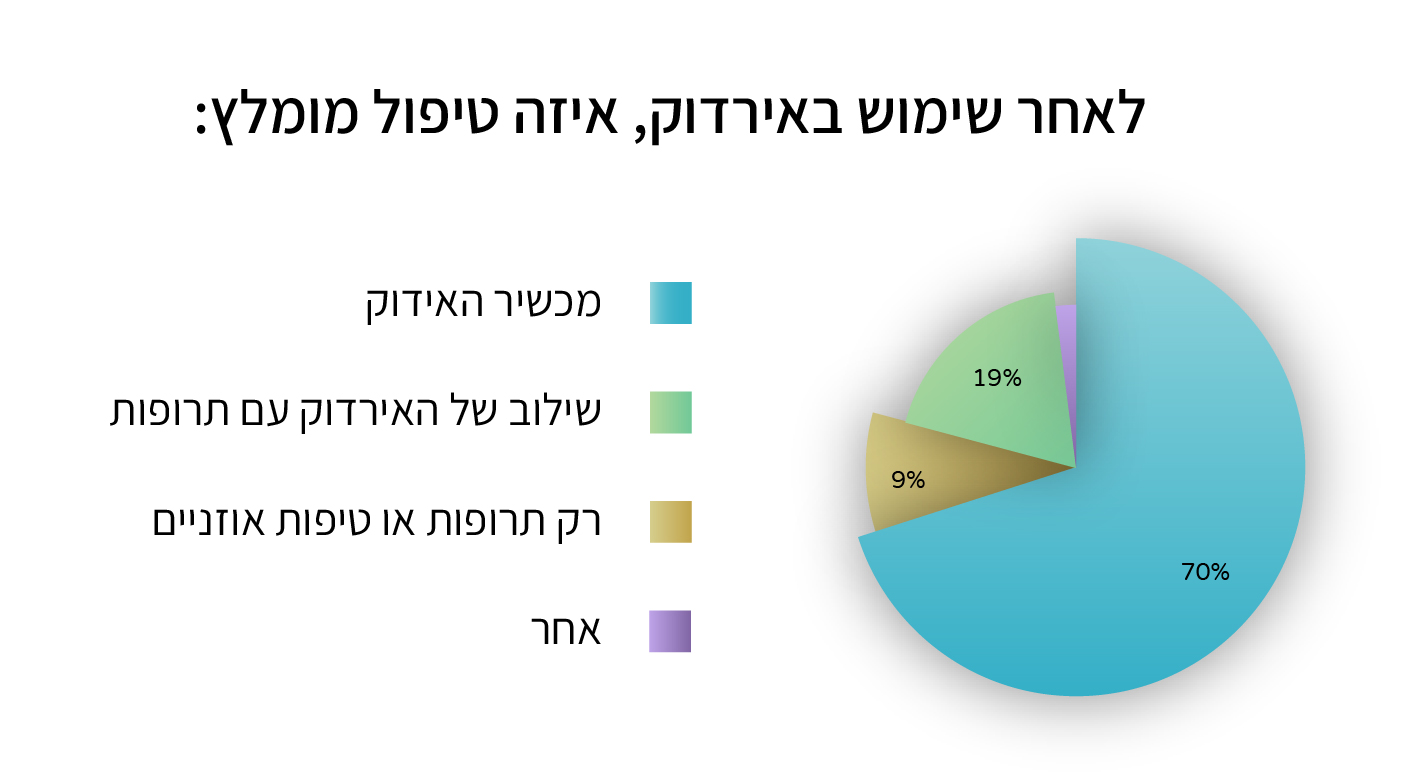 לאחר שימוש באירדוק, איזה טיפול מומלץ:
מכשיר האידוק
שילוב של האירדוק עם תרופות
רק תרופות או טיפות אוזניים
אחר
19%
9%
70%